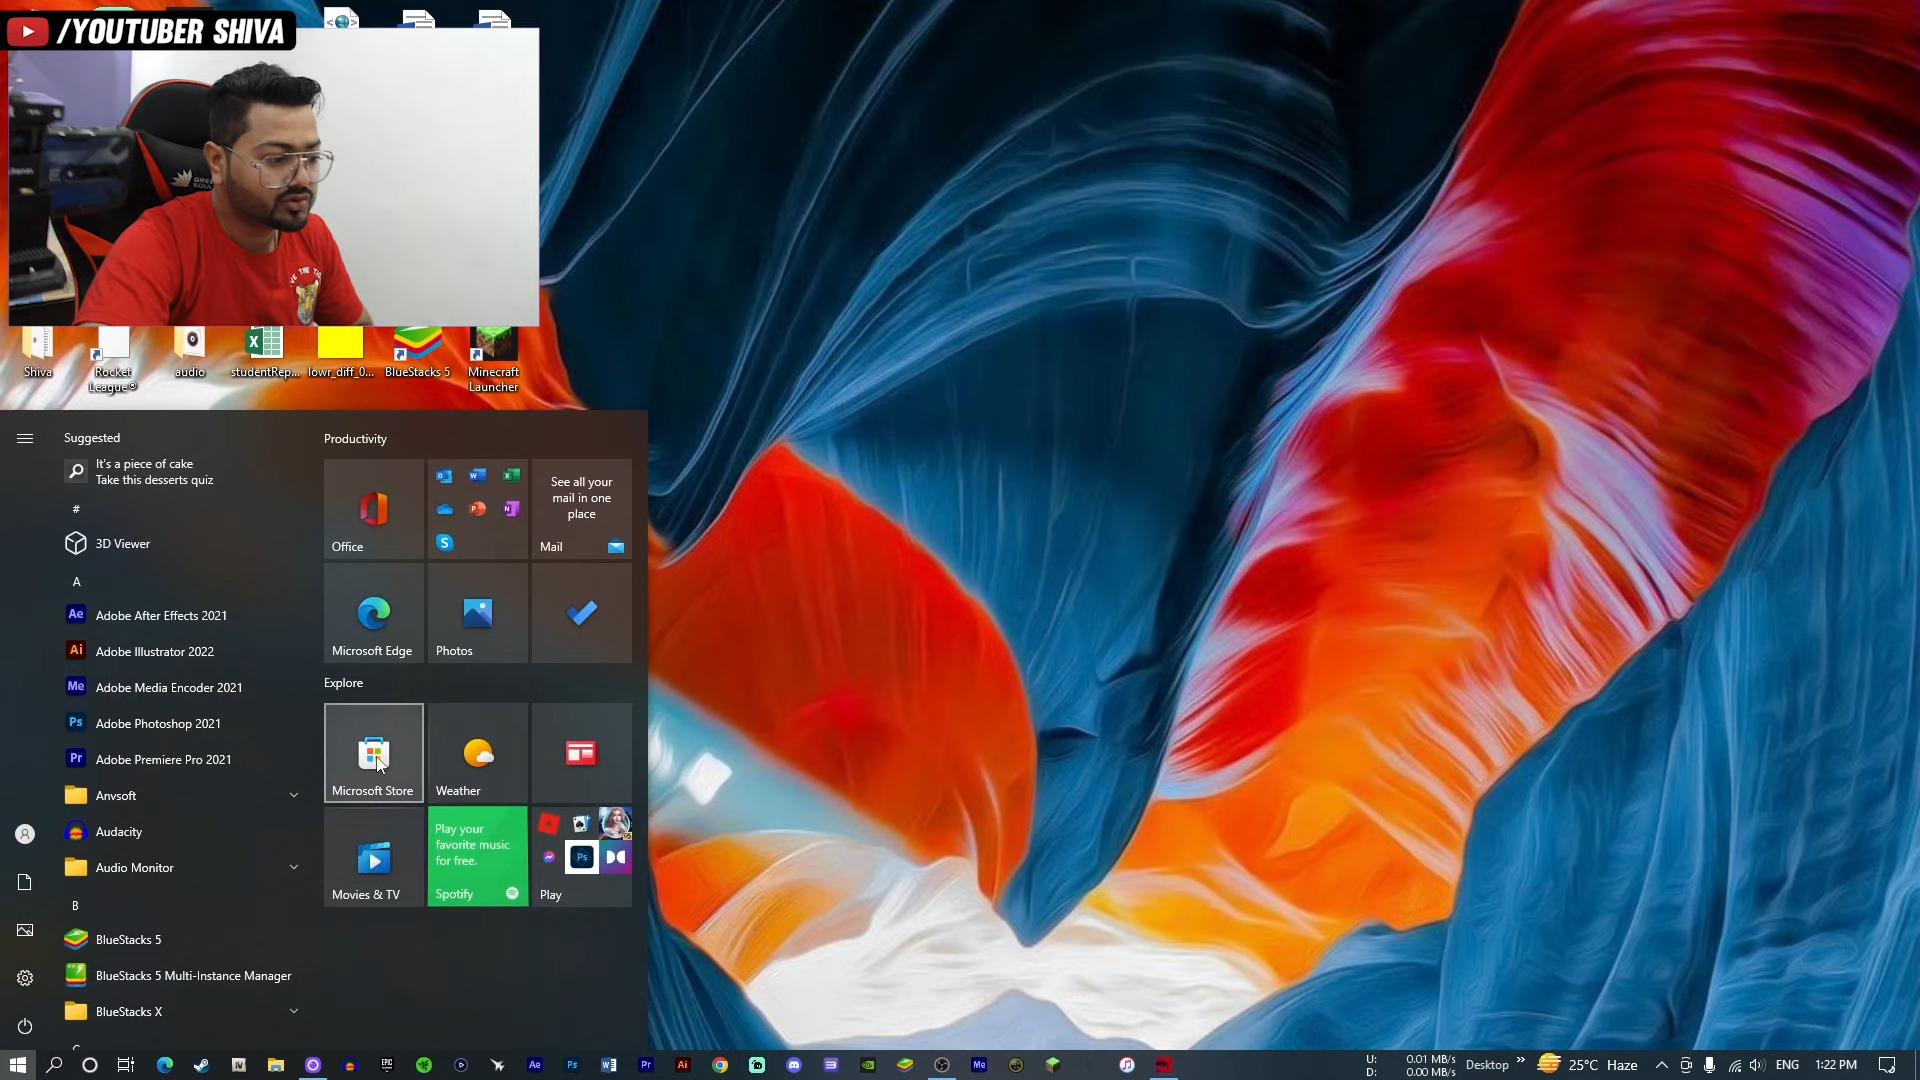 /YOUTUBER SHIVA
Shiva
Rocket
League®
audio
studentRep...
lowr_diff_0...
BlueStacks 5
Minecraft
Launcher
Suggested
It's a piece of cake
Take this desserts quiz
#
3D Viewer
A
Adobe After Effects 2021
Adobe Illustrator 2022
Adobe Media Encoder 2021
Adobe Photoshop 2021
Adobe Premiere Pro 2021
Anvsoft
Audacity
Audio Monitor
B
BlueStacks 5
BlueStacks 5 Multi-Instance Manager
BlueStacks X
Productivity
Office
See all your
mail in one
place
Mail
Microsoft Edge
Photos
Explore
Microsoft Store
Weather
Movies & TV
Play your
favorite music
for free.
Spotify
Play
U: 0.01 MB/s
D: 0.00 MB/s
Desktop
25°C Haze
ENG
1:22 PM